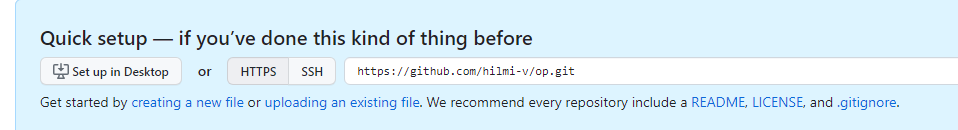 Quick setup — if you’ve done this kind of thing before
Set up in Desktop or HTTPS SSH https://github.com/hilmi-v/op.git
Get started by creating a new file or uploading an existing file. We recommend every repository include a README, LICENSE, and .gitignore.